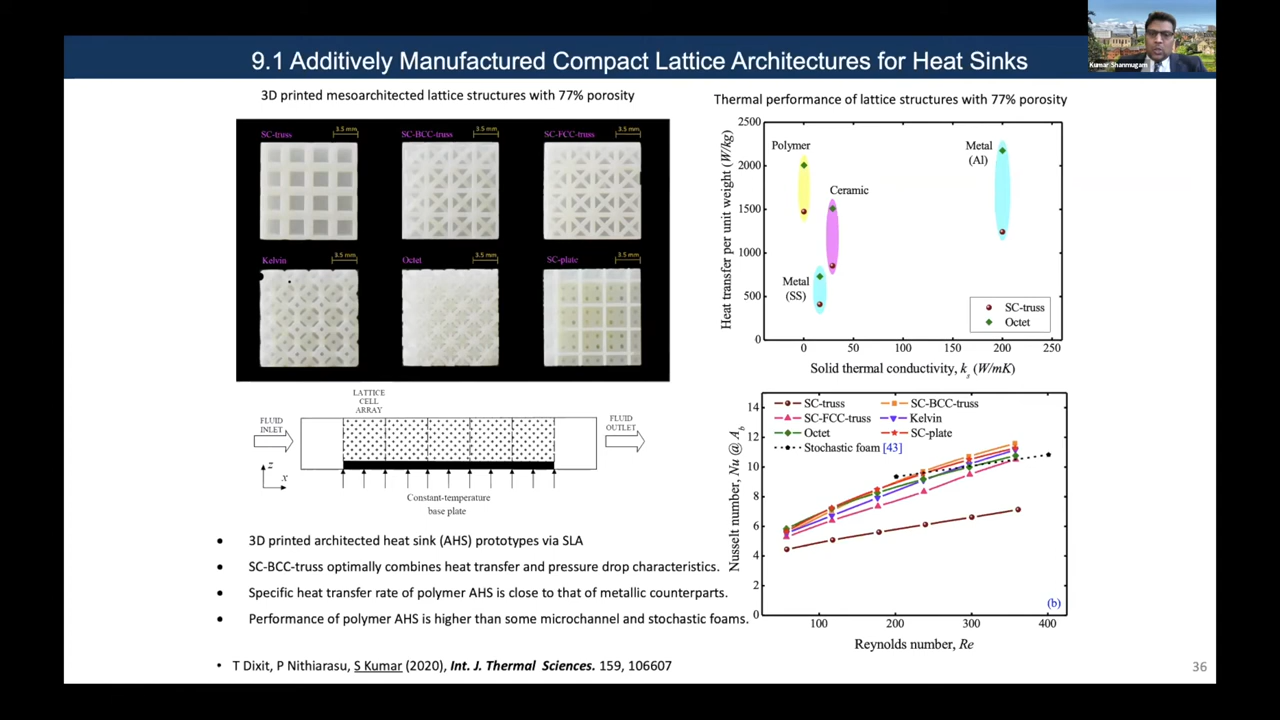 Kumar Shanmugam
9.1 Additively Manufactured Compact Lattice Architectures for Heat Sinks
3D printed mesoarchitected lattice structures with 77% porosity
SC-truss
3.5 mm
SC-BCC-truss
3.5 mm
SC-FCC-truss
3.5 mm
Kelvin
3.5 mm
Octet
3.5 mm
SC-plate
3.5 mm
LATTICE
CELL
ARRAY
FLUID
INLET
FLUID
OUTLET
z
x
Constant-temperature
base plate
Thermal performance of lattice structures with 77% porosity
Heat transfer per unit weight (W/kg)
2500
2000
1500
1000
500
0
Polymer
Ceramic
Metal
(Al)
Metal
(SS)
SC-truss
Octet
0 50 100 150 200 250
Solid thermal conductivity, ks (W/mK)
Nusselt number, Nu @ Ab
14
12
10
8
6
4
2
0
SC-truss SC-BCC-truss
SC-FCC-truss Kelvin
Octet SC-plate
Stochastic foam [43]
(b)
100 200 300 400
Reynolds number, Re
• 3D printed architected heat sink (AHS) prototypes via SLA
• SC-BCC-truss optimally combines heat transfer and pressure drop characteristics.
• Specific heat transfer rate of polymer AHS is close to that of metallic counterparts.
• Performance of polymer AHS is higher than some microchannel and stochastic foams.
• T Dixit, P Nithiarasu, S Kumar (2020), Int. J. Thermal Sciences. 159, 106607
36